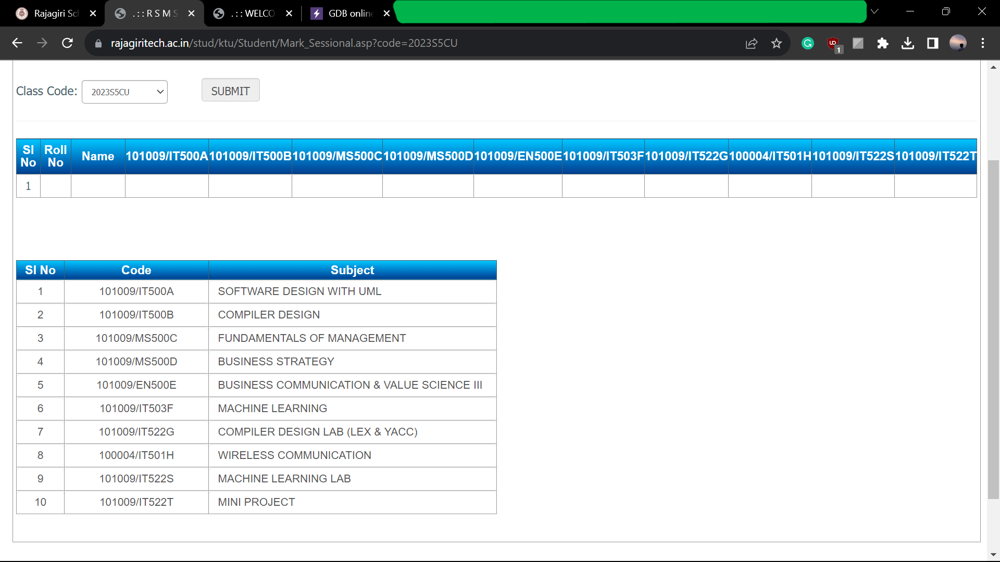 Rajagiri Sc
. : : R S M S
. : : WELCO
GDB online
rajagiritech.ac.in/stud/ktu/Student/Mark_Sessional.asp?code=2023S5CU
1
Class Code: 2023S5CU SUBMIT
Sl No Roll No Name 101009/IT500A 101009/IT500B 101009/MS500C 101009/MS500D 101009/EN500E 101009/IT503F 101009/IT522G 100004/IT501H 101009/IT522S 101009/IT522T
1
Sl No Code Subject
1 101009/IT500A SOFTWARE DESIGN WITH UML
2 101009/IT500B COMPILER DESIGN
3 101009/MS500C FUNDAMENTALS OF MANAGEMENT
4 101009/MS500D BUSINESS STRATEGY
5 101009/EN500E BUSINESS COMMUNICATION & VALUE SCIENCE III
6 101009/IT503F MACHINE LEARNING
7 101009/IT522G COMPILER DESIGN LAB (LEX & YACC)
8 100004/IT501H WIRELESS COMMUNICATION
9 101009/IT522S MACHINE LEARNING LAB
10 101009/IT522T MINI PROJECT